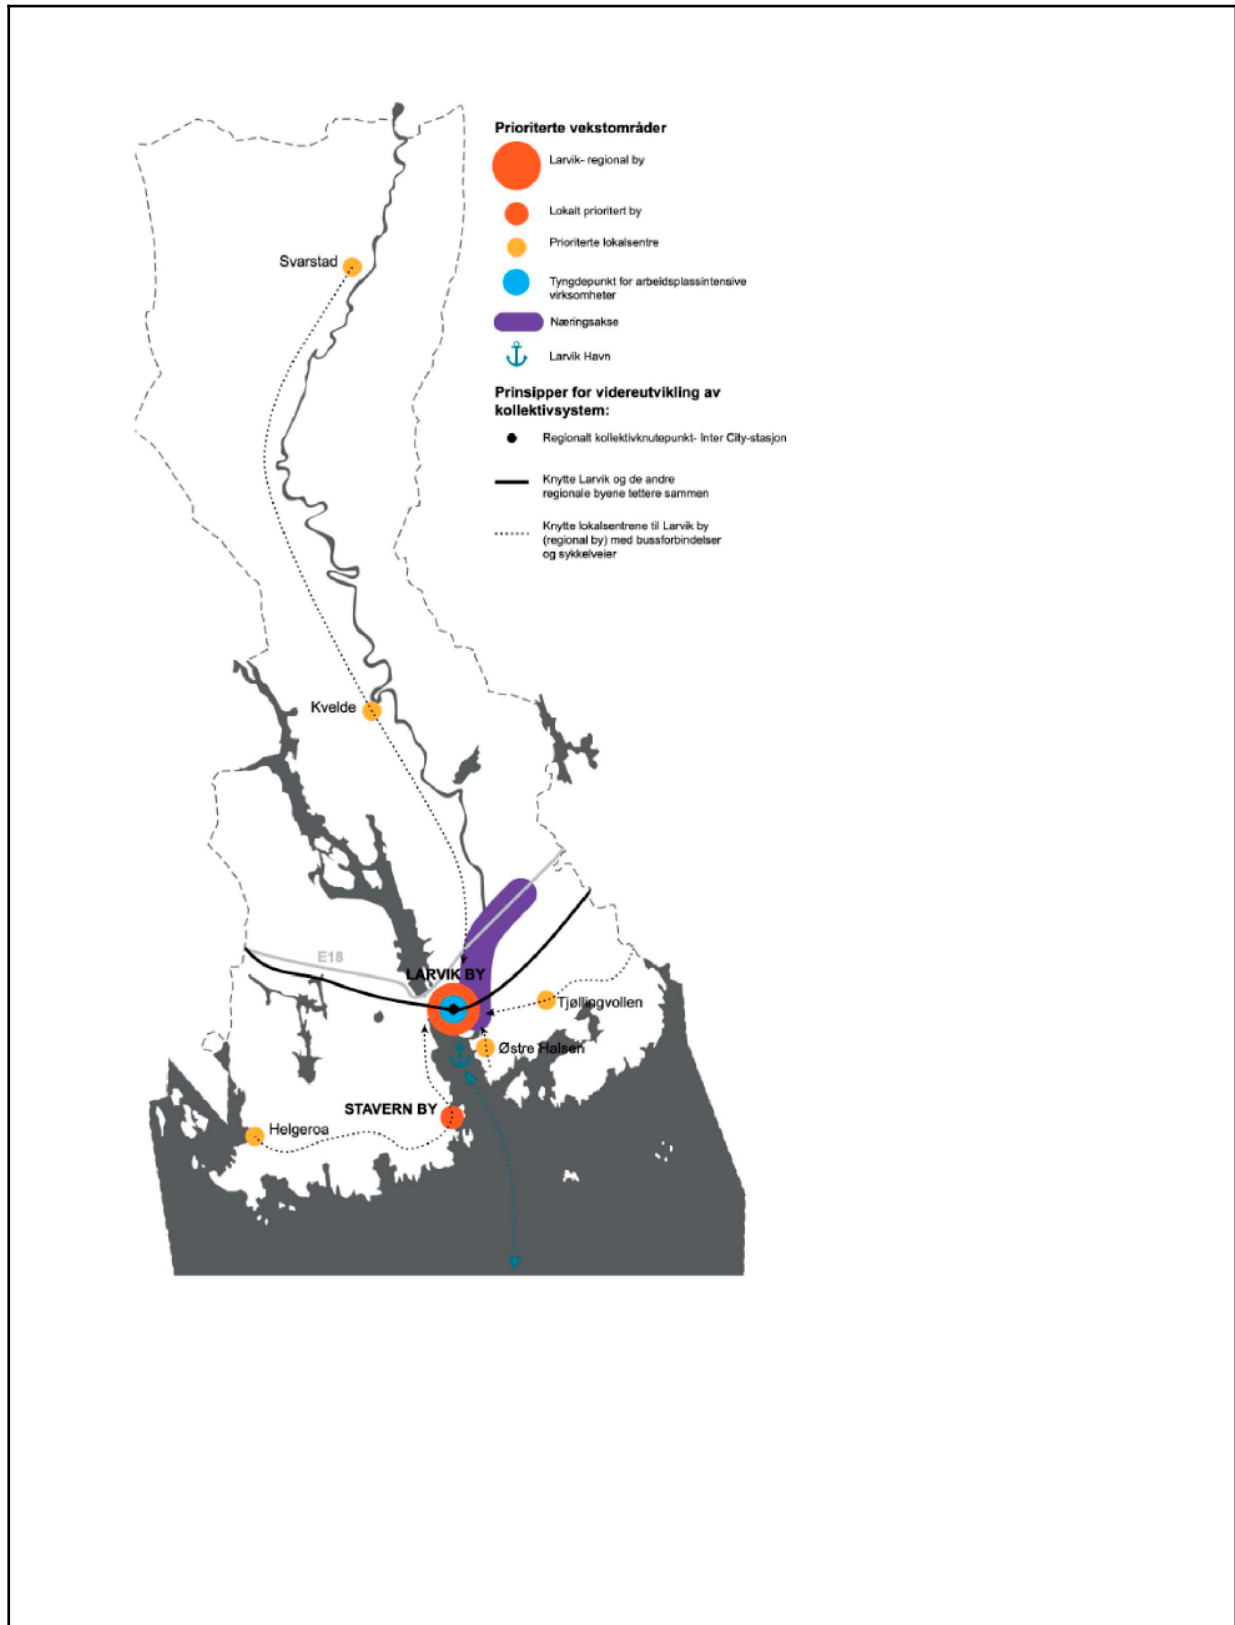 Prioriterte vekstområder
Larvik- regional by
Lokalt prioritert by
Prioriterte lokalsentre
Tyngdepunkt for arbeidsplassintensive
virksomheter
Næringsakse
Larvik Havn
Prinsipper for videreutvikling av
kollektivsystem:
Regionalt kollektivknutepunkt- Inter City-stasjon
Knytte Larvik og de andre
regionale byene tettere sammen
Knytte lokalsentrene til Larvik by
(regional by) med bussforbindelser
og sykkelveier
Svarstad
Kvelde
E18
LARVIK BY
Tjøllingvollen
Østre Halsen
STAVERN BY
Helgeroa